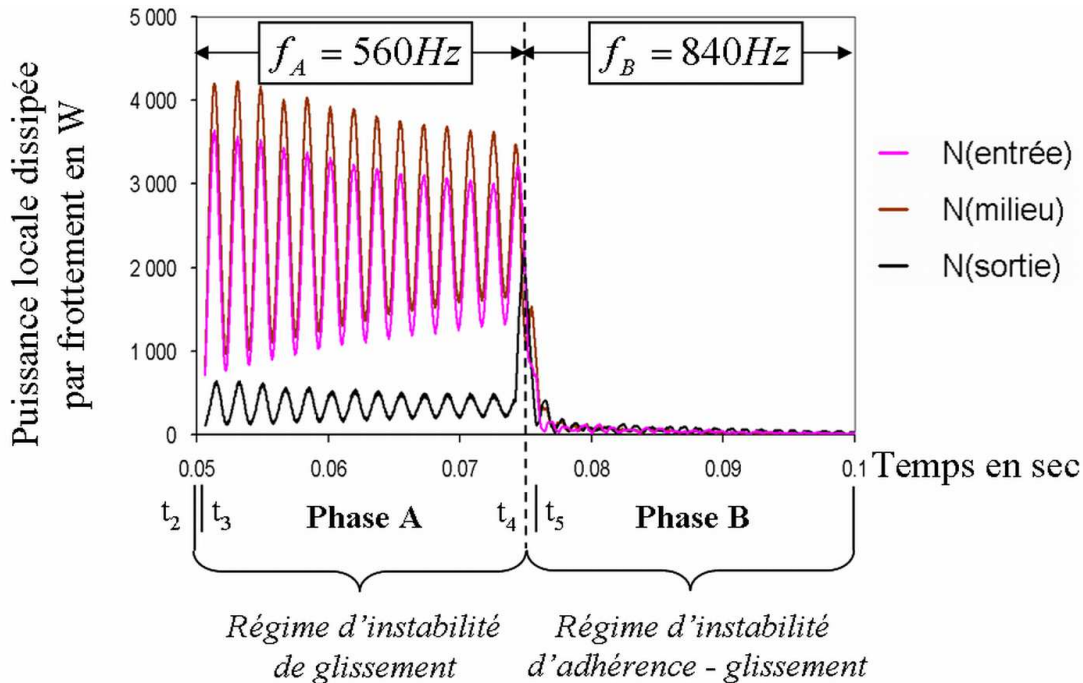 Puissance locale dissipée
par frottement en W
5 000
4 000
3 000
2 000
1 000
0
f_A = 560Hz
f_B = 840Hz
N(entrée)
N(milieu)
N(sortie)
0.05
0.06
0.07
0.08
0.09
0.1
Temps en sec
t₂
t₃
Phase A
t₄
t₅
Phase B
Régime d'instabilité
de glissement
Régime d'instabilité
d'adhérence - glissement